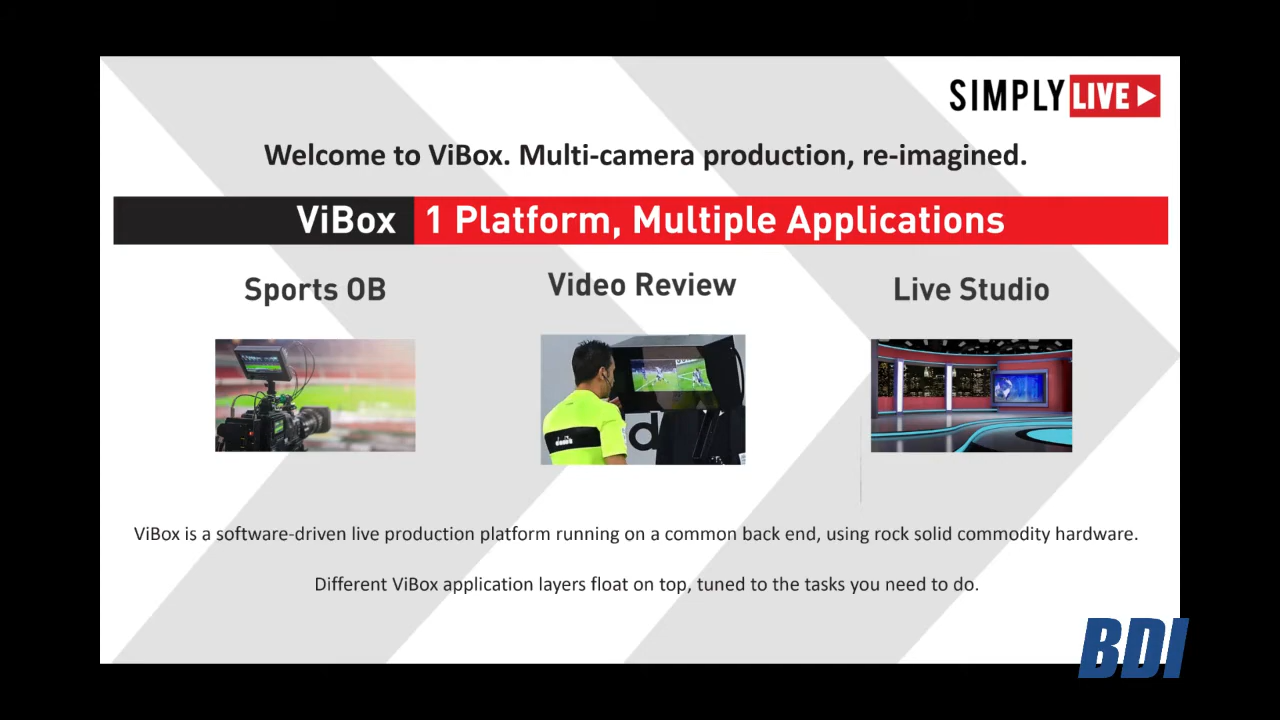 SIMPLY LIVE
Welcome to ViBox. Multi-camera production, re-imagined.
ViBox 1 Platform, Multiple Applications
Sports OB
Video Review
Live Studio
diadora
d
ViBox is a software-driven live production platform running on a common back end, using rock solid commodity hardware.
Different ViBox application layers float on top, tuned to the tasks you need to do.
BDI